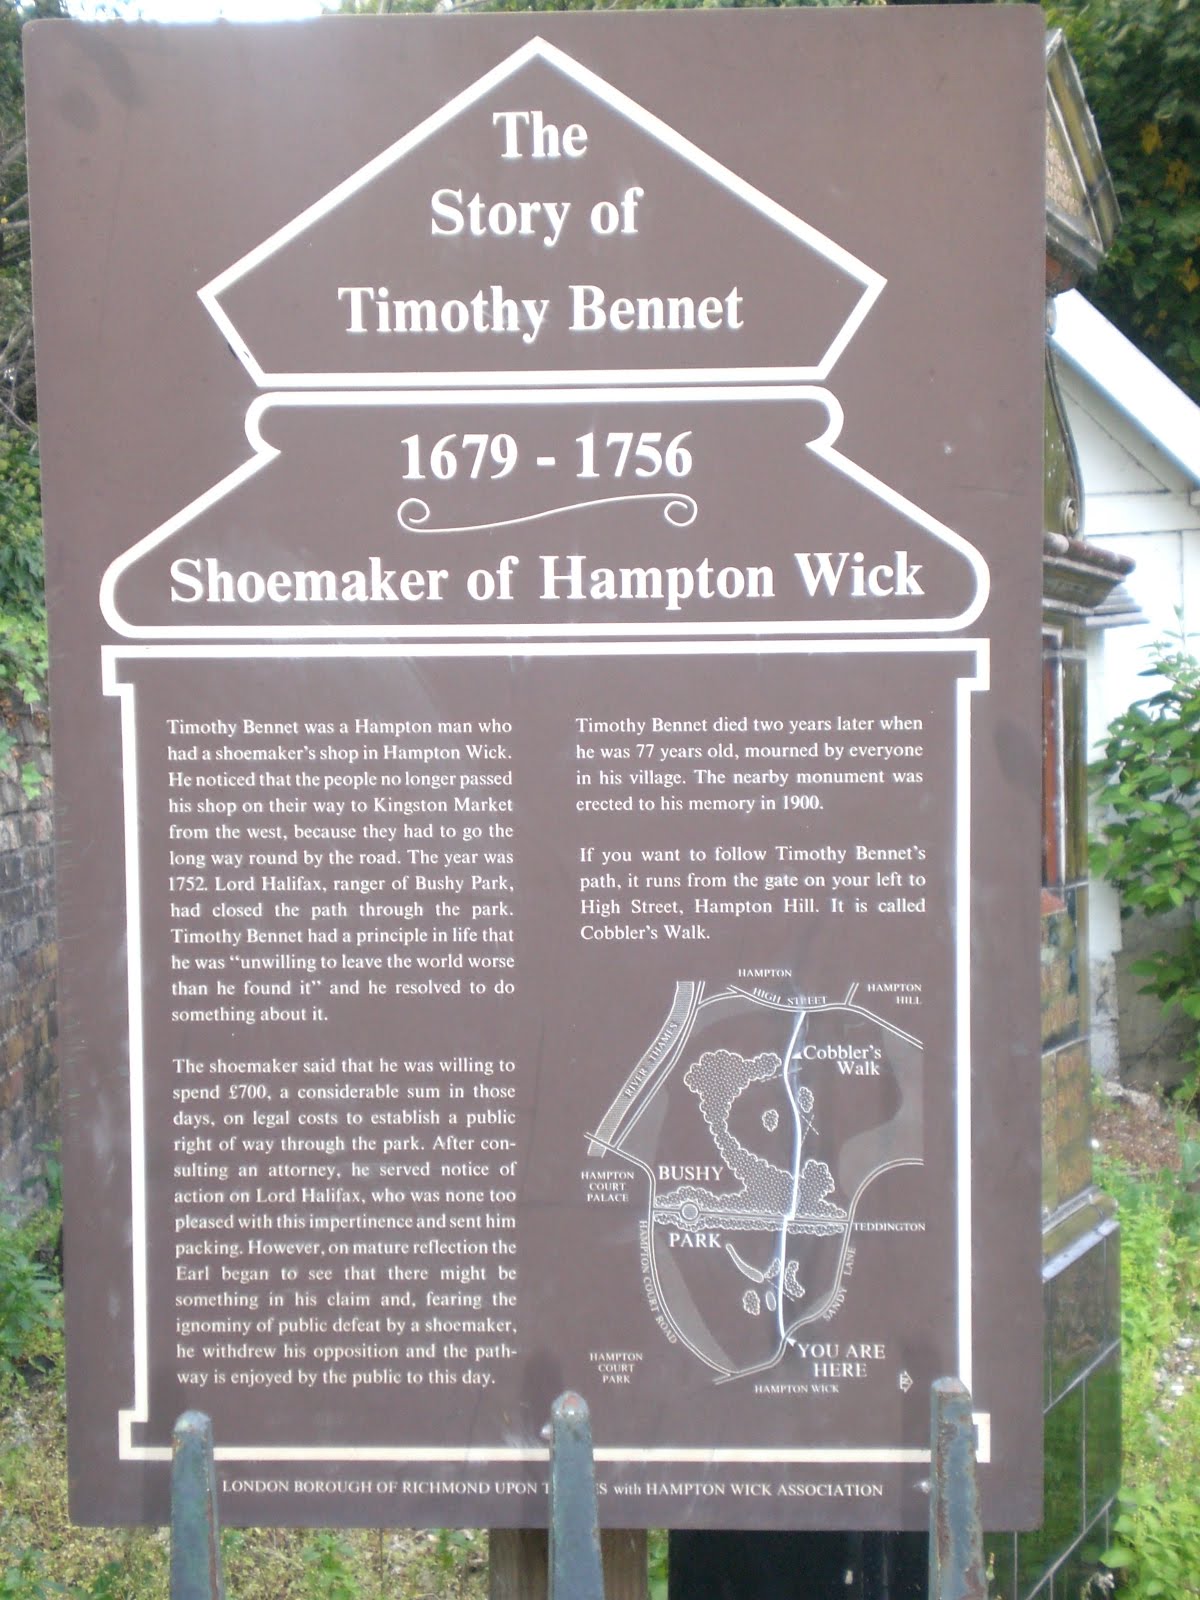 The
Story of
Timothy Bennet
1679 - 1756
Shoemaker of Hampton Wick
Timothy Bennet was a Hampton man who
had a shoemaker's shop in Hampton Wick.
He noticed that the people no longer passed
his shop on their way to Kingston Market
from the west, because they had to go the
long way round by the road. The year was
1752. Lord Halifax, ranger of Bushy Park,
had closed the path through the park.
Timothy Bennet had a principle in life that
he was "unwilling to leave the world worse
than he found it" and he resolved to do
something about it.
The shoemaker said that he was willing to
spend £700, a considerable sum in those
days, on legal costs to establish a public
right of way through the park. After con-
sulting an attorney, he served notice of
action on Lord Halifax, who was none too
pleased with this impertinence and sent him
packing. However, on mature reflection the
Earl began to see that there might be
something in his claim and, fearing the
ignominy of public defeat by a shoemaker,
he withdrew his opposition and the path-
way is enjoyed by the public to this day.
Timothy Bennet died two years later when
he was 77 years old, mourned by everyone
in his village. The nearby monument was
erected to his memory in 1900.
If you want to follow Timothy Bennet's
path, it runs from the gate on your left to
High Street, Hampton Hill. It is called
Cobbler's Walk.
HAMPTON
HIGH STREET
HAMPTON
HILL
RIVER THAMES
Cobbler's
Walk
HAMPTON
COURT
PALACE
BUSHY
PARK
TEDDINGTON
HAMPTON COURT ROAD
SANDY LANE
YOU ARE
HERE
HAMPTON
COURT
PARK
HAMPTON WICK
N
LONDON BOROUGH OF RICHMOND UPON T ES with HAMPTON WICK ASSOCIATION